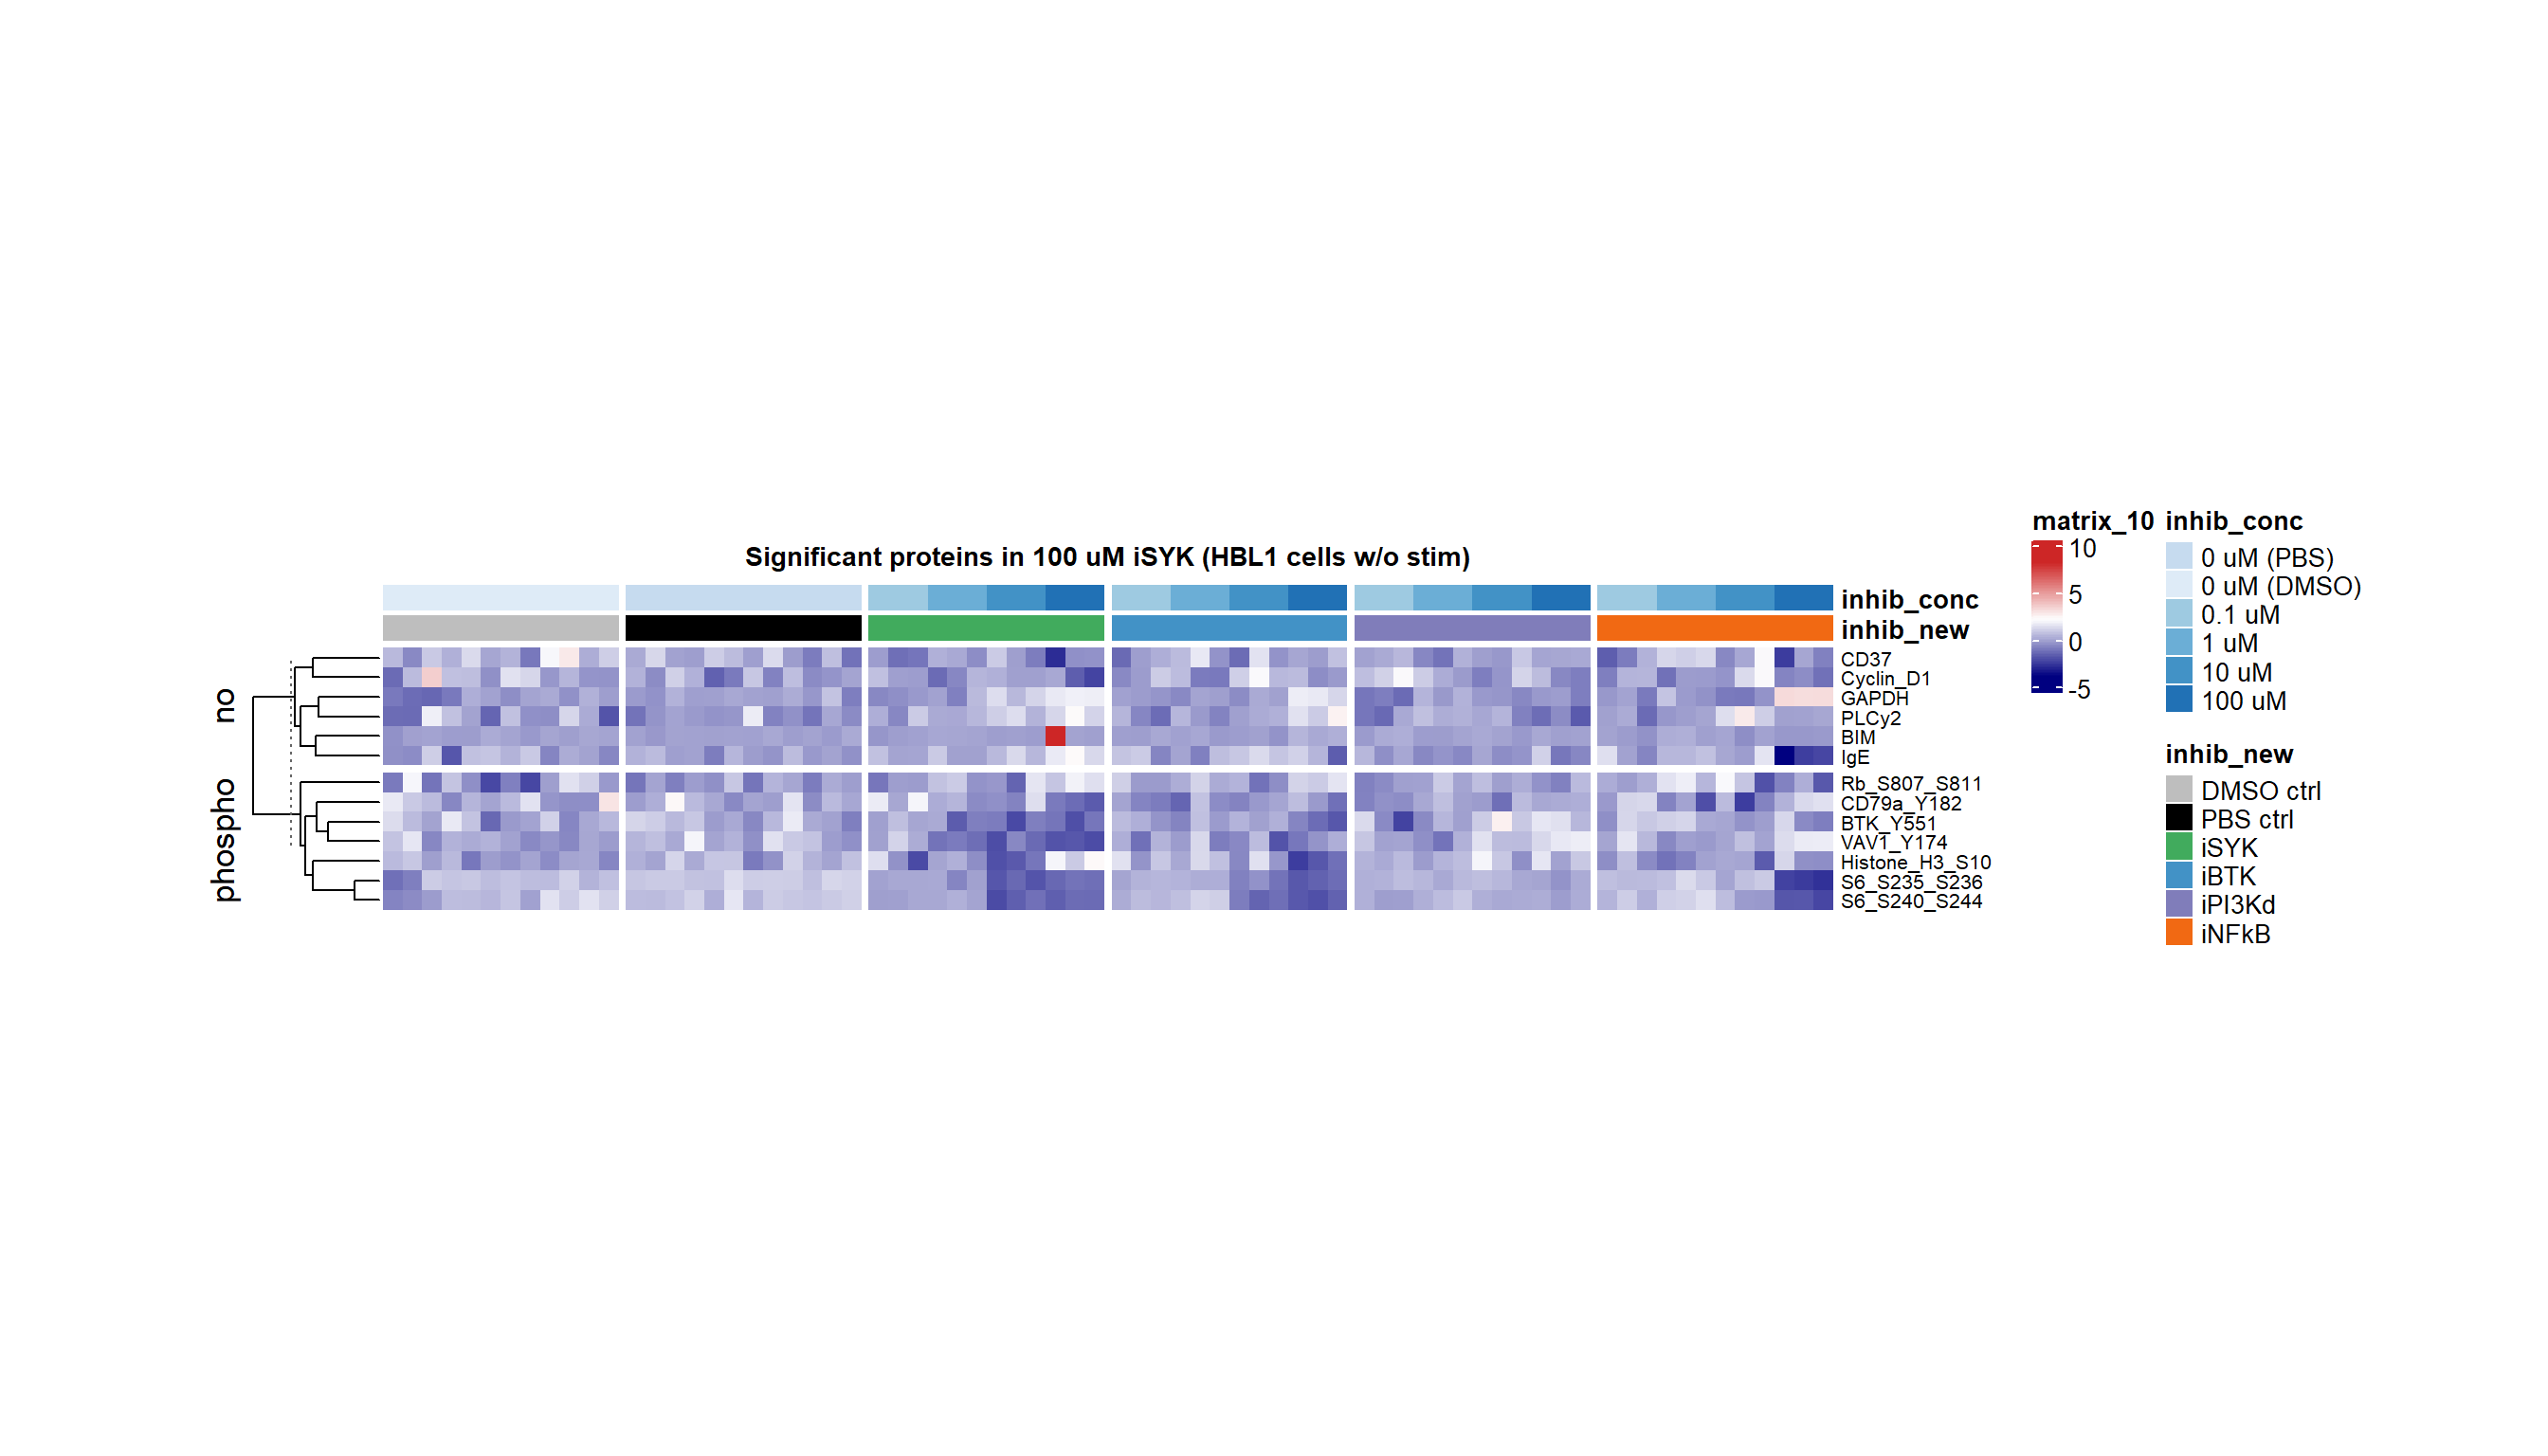 Significant proteins in 100 uM iSYK (HBL1 cells w/o stim)
inhib_conc
inhib_new
no
phospho
CD37
Cyclin_D1
GAPDH
PLCy2
BIM
IgE
Rb_S807_S811
CD79a_Y182
BTK_Y551
VAV1_Y174
Histone_H3_S10
S6_S235_S236
S6_S240_S244
matrix_10
10
5
0
-5
inhib_conc
0 uM (PBS)
0 uM (DMSO)
0.1 uM
1 uM
10 uM
100 uM
inhib_new
DMSO ctrl
PBS ctrl
iSYK
iBTK
iPI3Kd
iNFkB